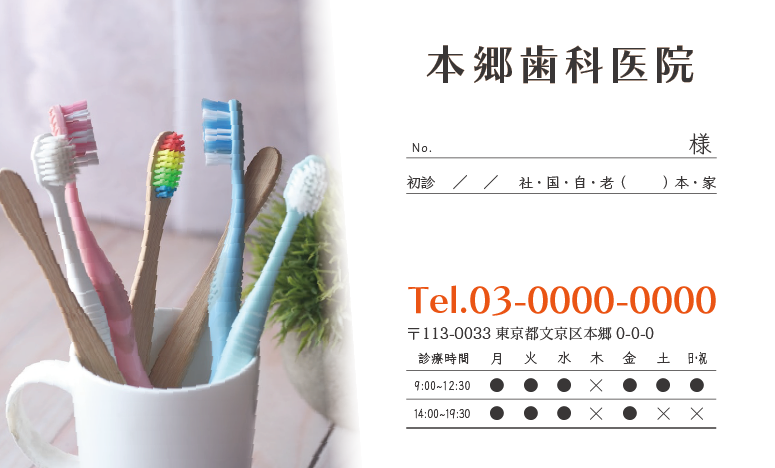 本郷歯科医院
No. 様
初診 ／ ／ 社・国・自・老（ ）本・家
Tel.03-0000-0000
〒113-0033 東京都文京区本郷 0-0-0
診療時間 月 火 水 木 金 土 日・祝
9:00~12:30 ● ● ● × ● ● ●
14:00~19:30 ● ● ● × ● × ×